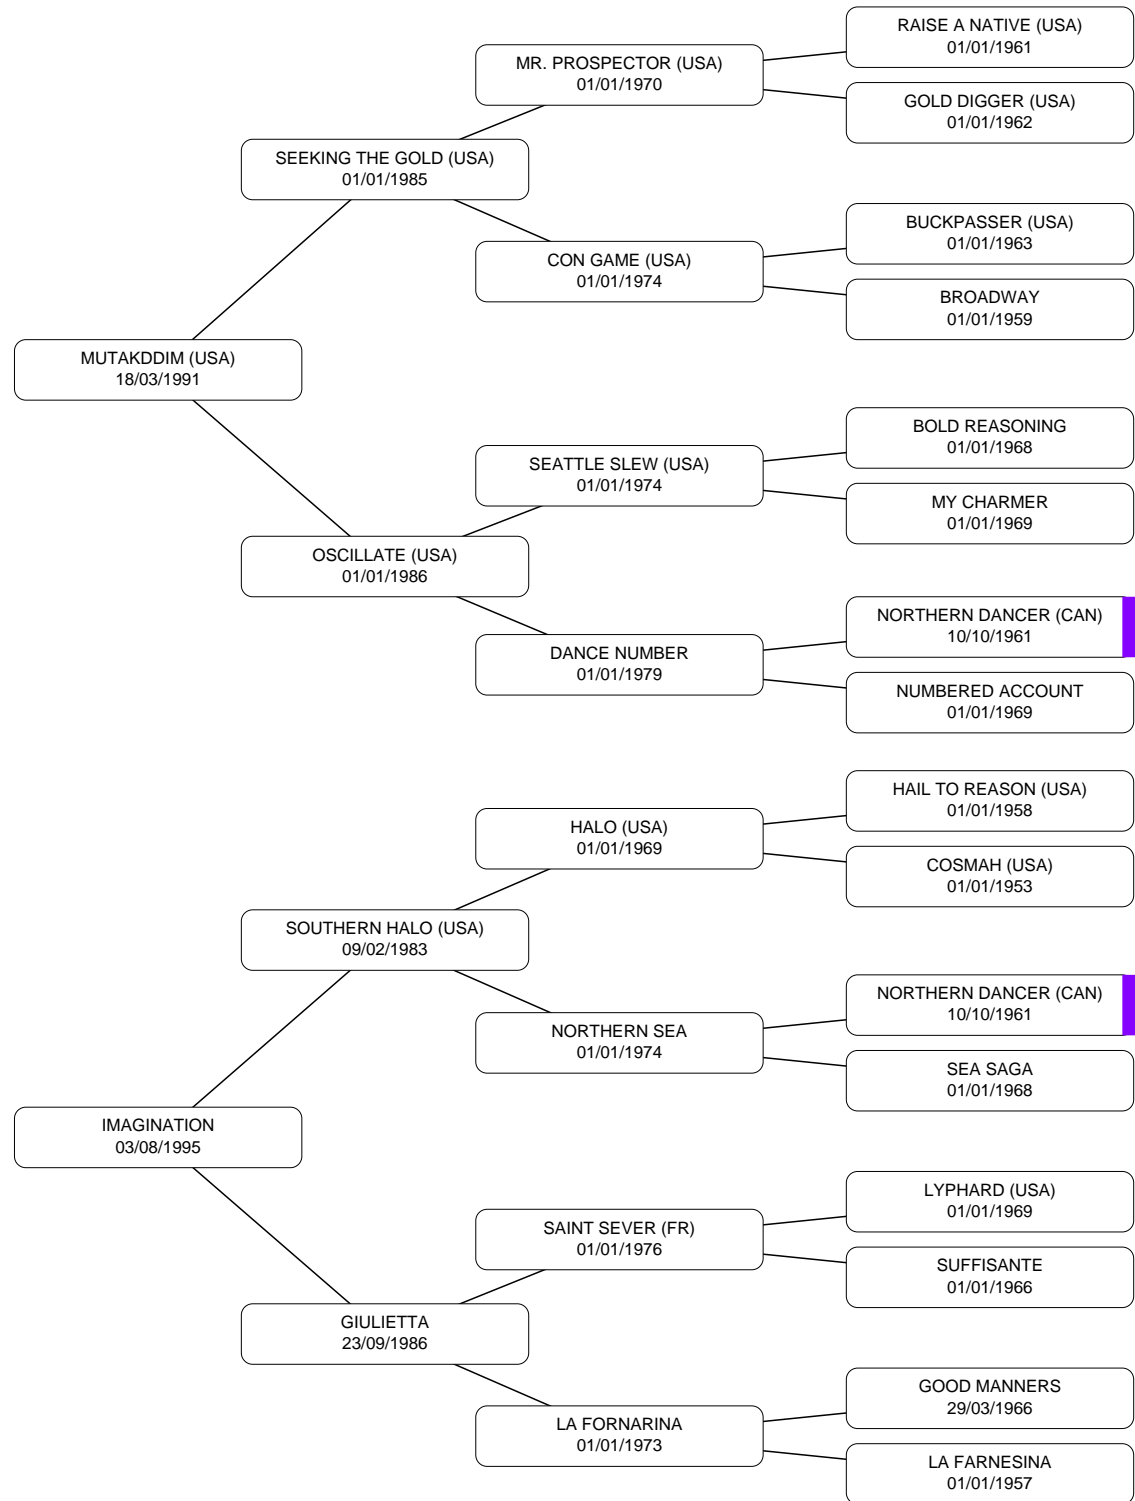 RAISE A NATIVE (USA)
01/01/1961
MR. PROSPECTOR (USA)
01/01/1970
GOLD DIGGER (USA)
01/01/1962
SEEKING THE GOLD (USA)
01/01/1985
BUCKPASSER (USA)
01/01/1963
CON GAME (USA)
01/01/1974
BROADWAY
01/01/1959
MUTAKDDIM (USA)
18/03/1991
BOLD REASONING
01/01/1968
SEATTLE SLEW (USA)
01/01/1974
MY CHARMER
01/01/1969
OSCILLATE (USA)
01/01/1986
NORTHERN DANCER (CAN)
10/10/1961
DANCE NUMBER
01/01/1979
NUMBERED ACCOUNT
01/01/1969
HAIL TO REASON (USA)
01/01/1958
HALO (USA)
01/01/1969
COSMAH (USA)
01/01/1953
SOUTHERN HALO (USA)
09/02/1983
NORTHERN DANCER (CAN)
10/10/1961
NORTHERN SEA
01/01/1974
SEA SAGA
01/01/1968
IMAGINATION
03/08/1995
LYPHARD (USA)
01/01/1969
SAINT SEVER (FR)
01/01/1976
SUFFISANTE
01/01/1966
GIULIETTA
23/09/1986
GOOD MANNERS
29/03/1966
LA FORNARINA
01/01/1973
LA FARNESINA
01/01/1957